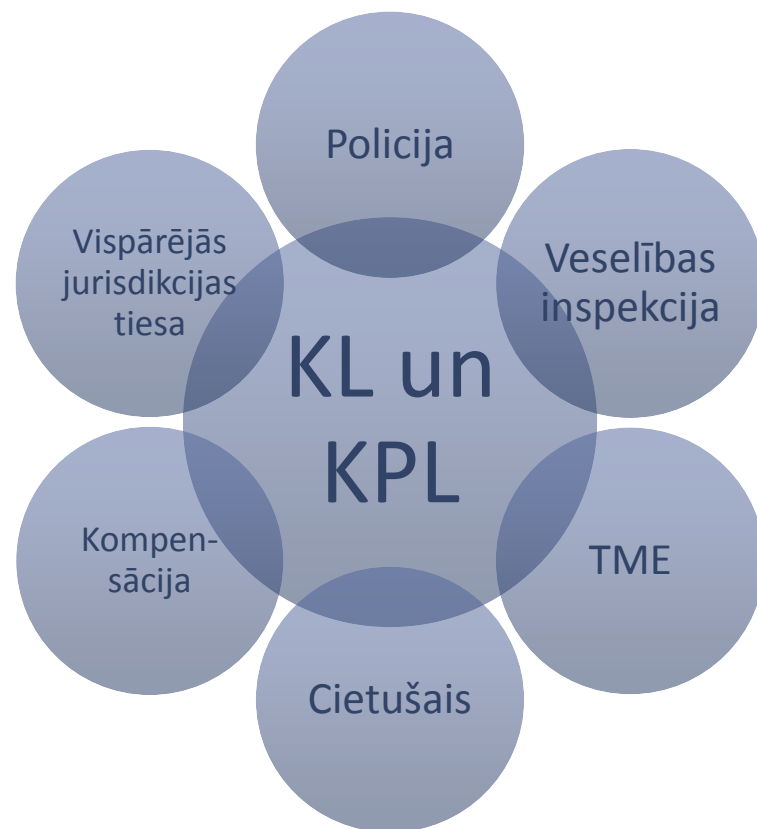 Policija
Veselības
inspekcija
TME
Cietušais
Kompen-
sācija
Vispārējās
jurisdikcijas
tiesa
KL un
KPL